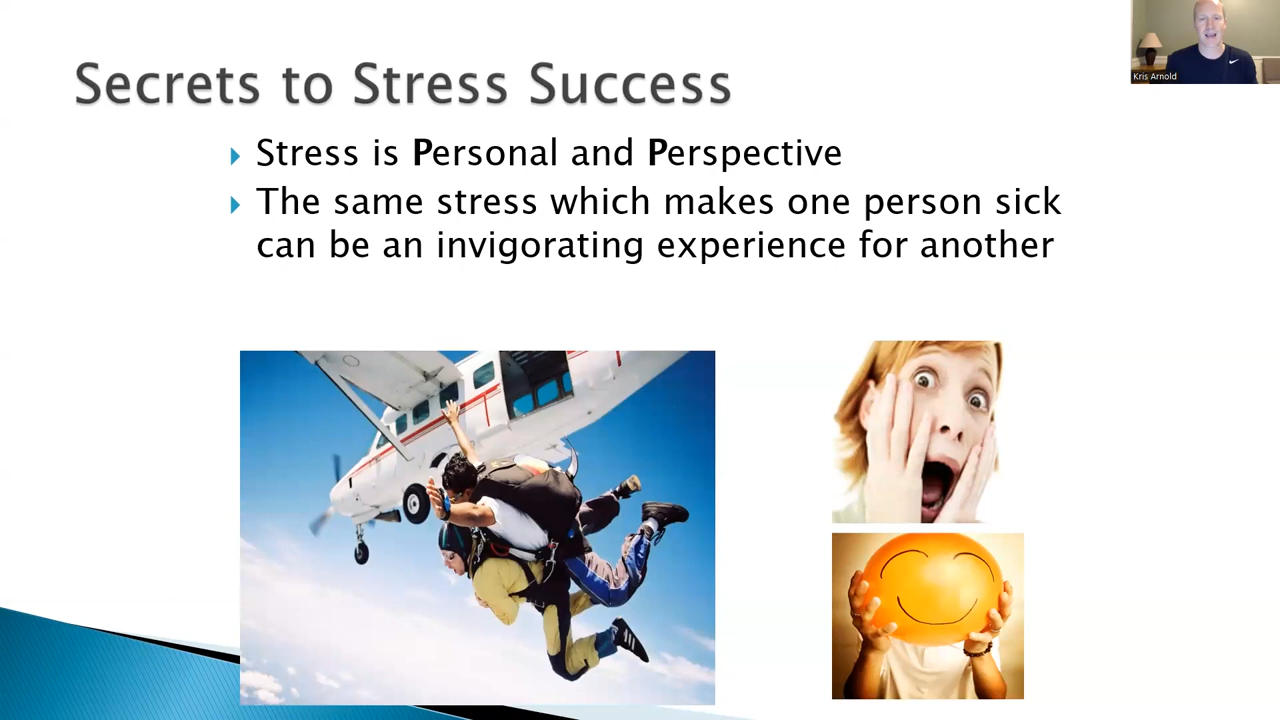 Secrets to Stress Success
Kris Arnold
Stress is Personal and Perspective
The same stress which makes one person sick
can be an invigorating experience for another